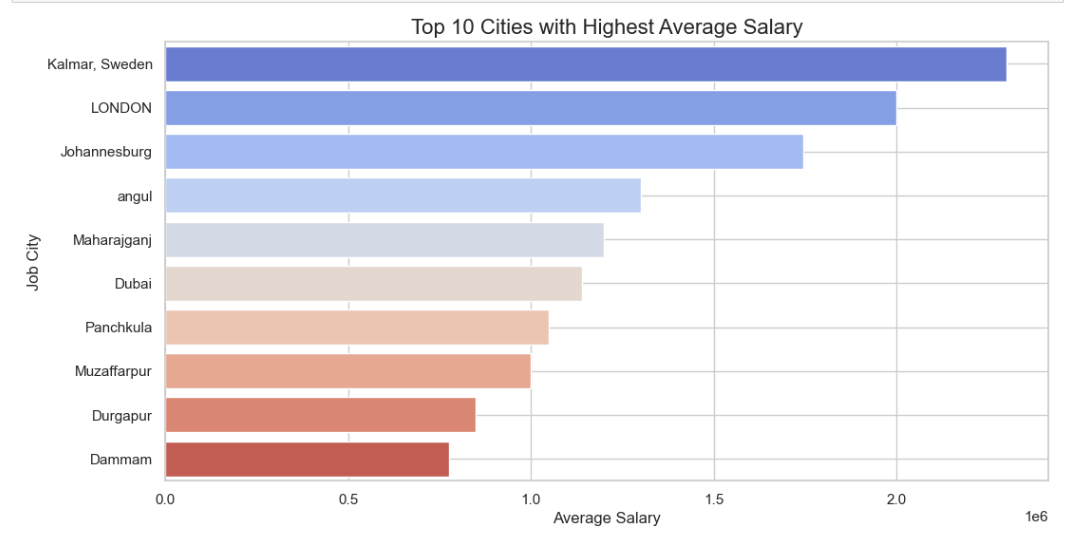 Top 10 Cities with Highest Average Salary
Kalmar, Sweden
LONDON
Johannesburg
angul
Maharajganj
Dubai
Panchkula
Muzaffarpur
Durgapur
Dammam
Job City
0.0 0.5 1.0 1.5 2.0
1e6
Average Salary